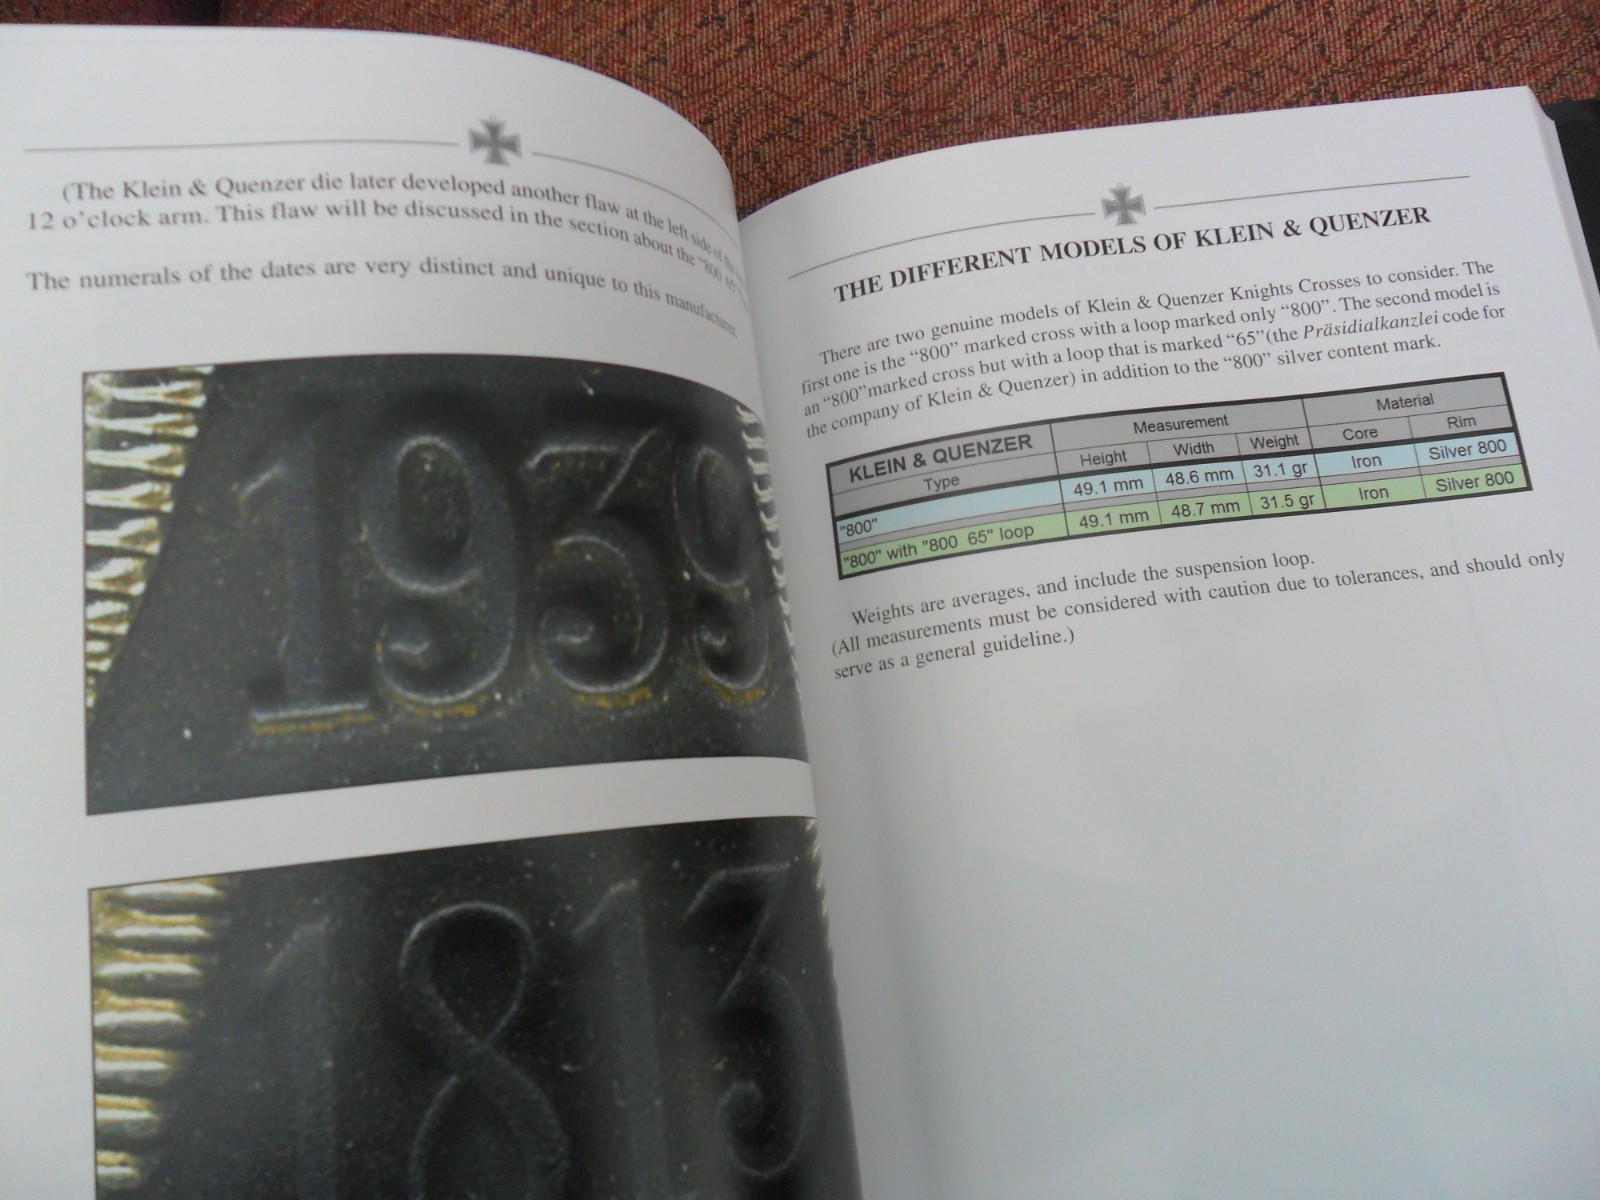 (The Klein & Quenzer die later developed another flaw at the left side of the
12 o'clock arm. This flaw will be discussed in the section about the "800 65"
The numerals of the dates are very distinct and unique to this manufacturer.
1939
1813
THE DIFFERENT MODELS OF KLEIN & QUENZER
There are two genuine models of Klein & Quenzer Knights Crosses to consider. The
first one is the "800" marked cross with a loop marked only "800". The second model is
an "800"marked cross but with a loop that is marked "65"(the Präsidialkanzlei code for
the company of Klein & Quenzer) in addition to the "800" silver content mark.
KLEIN & QUENZER Measurement Material
Type Height Width Weight Core Rim
"800" 49.1 mm 48.6 mm 31.1 gr Iron Silver 800
"800" with "800 65" loop 49.1 mm 48.7 mm 31.5 gr Iron Silver 800
Weights are averages, and include the suspension loop.
(All measurements must be considered with caution due to tolerances, and should only
serve as a general guideline.)